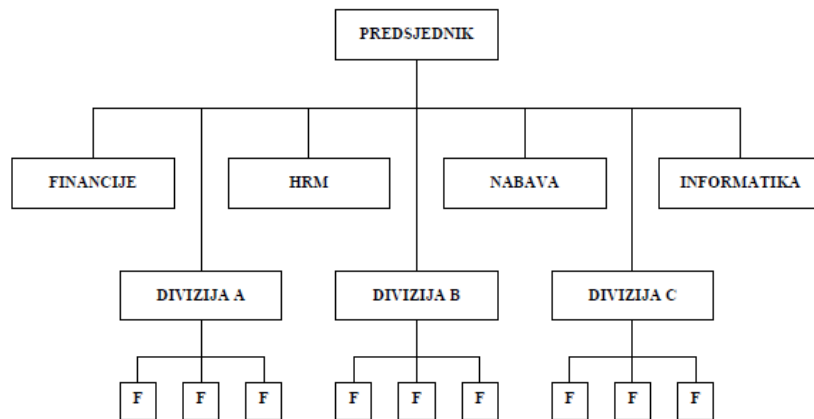 PREDSJEDNIK
FINANCIJE HRM NABAVA INFORMATIKA
DIVIZIJA A DIVIZIJA B DIVIZIJA C
F F F F F F F F F